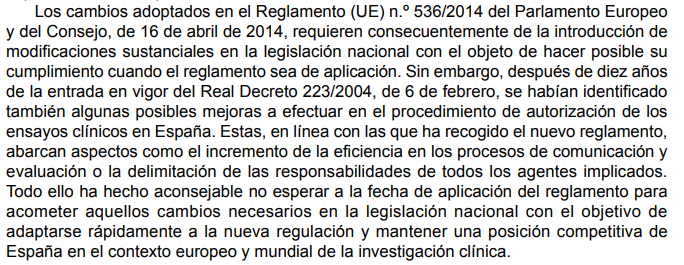 Los cambios adoptados en el Reglamento (UE) n.º 536/2014 del Parlamento Europeo
y del Consejo, de 16 de abril de 2014, requieren consecuentemente de la introducción de
modificaciones sustanciales en la legislación nacional con el objeto de hacer posible su
cumplimiento cuando el reglamento sea de aplicación. Sin embargo, después de diez años
de la entrada en vigor del Real Decreto 223/2004, de 6 de febrero, se habían identificado
también algunas posibles mejoras a efectuar en el procedimiento de autorización de los
ensayos clínicos en España. Estas, en línea con las que ha recogido el nuevo reglamento,
abarcan aspectos como el incremento de la eficiencia en los procesos de comunicación y
evaluación o la delimitación de las responsabilidades de todos los agentes implicados.
Todo ello ha hecho aconsejable no esperar a la fecha de aplicación del reglamento para
acometer aquellos cambios necesarios en la legislación nacional con el objetivo de
adaptarse rápidamente a la nueva regulación y mantener una posición competitiva de
España en el contexto europeo y mundial de la investigación clínica.